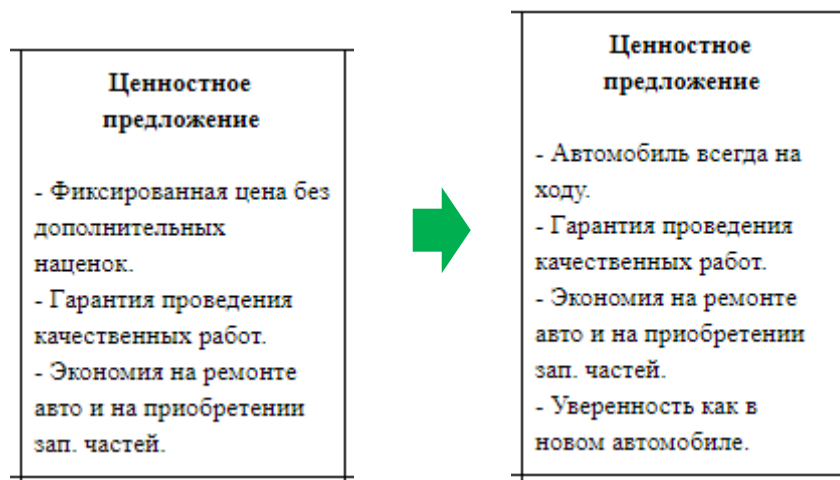 Ценностное
предложение
- Фиксированная цена без
дополнительных
наценок.
- Гарантия проведения
качественных работ.
- Экономия на ремонте
авто и на приобретении
зап. частей.
Ценностное
предложение
- Автомобиль всегда на
ходу.
- Гарантия проведения
качественных работ.
- Экономия на ремонте
авто и на приобретении
зап. частей.
- Уверенность как в
новом автомобиле.